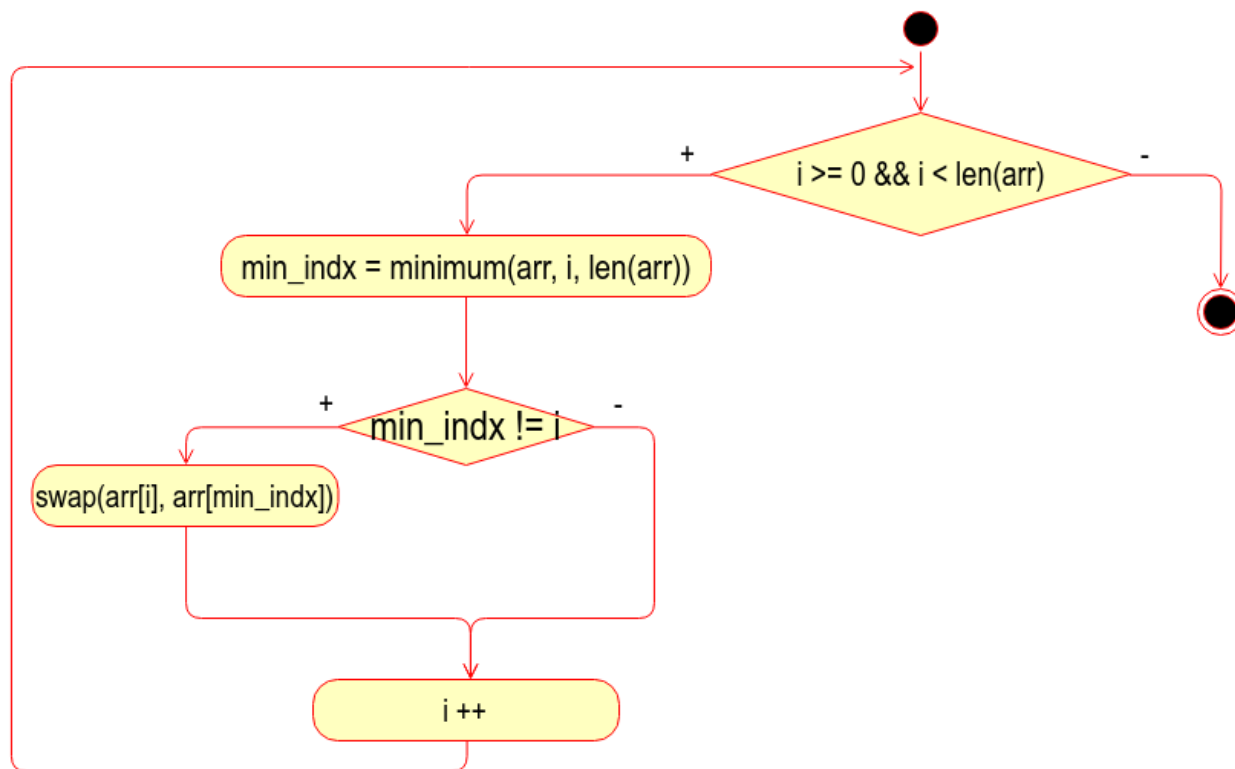 +
i >= 0 && i < len(arr)
-
min_indx = minimum(arr, i, len(arr))
+
min_indx != i
-
swap(arr[i], arr[min_indx])
i ++